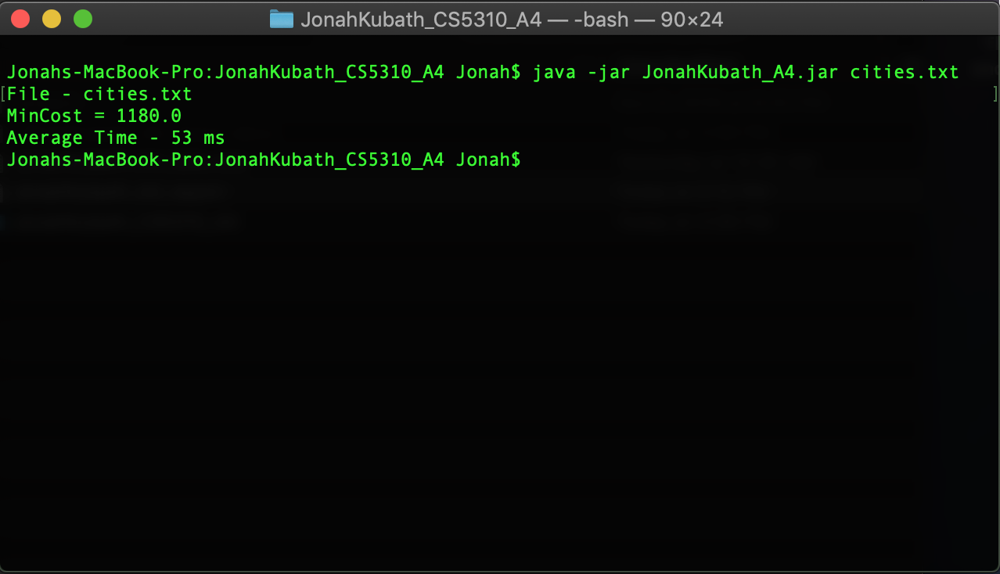 JonahKubath_CS5310_A4 — -bash — 90×24
Jonahs-MacBook-Pro:JonahKubath_CS5310_A4 Jonah$ java -jar JonahKubath_A4.jar cities.txt
[File - cities.txt ]
MinCost = 1180.0
Average Time - 53 ms
Jonahs-MacBook-Pro:JonahKubath_CS5310_A4 Jonah$